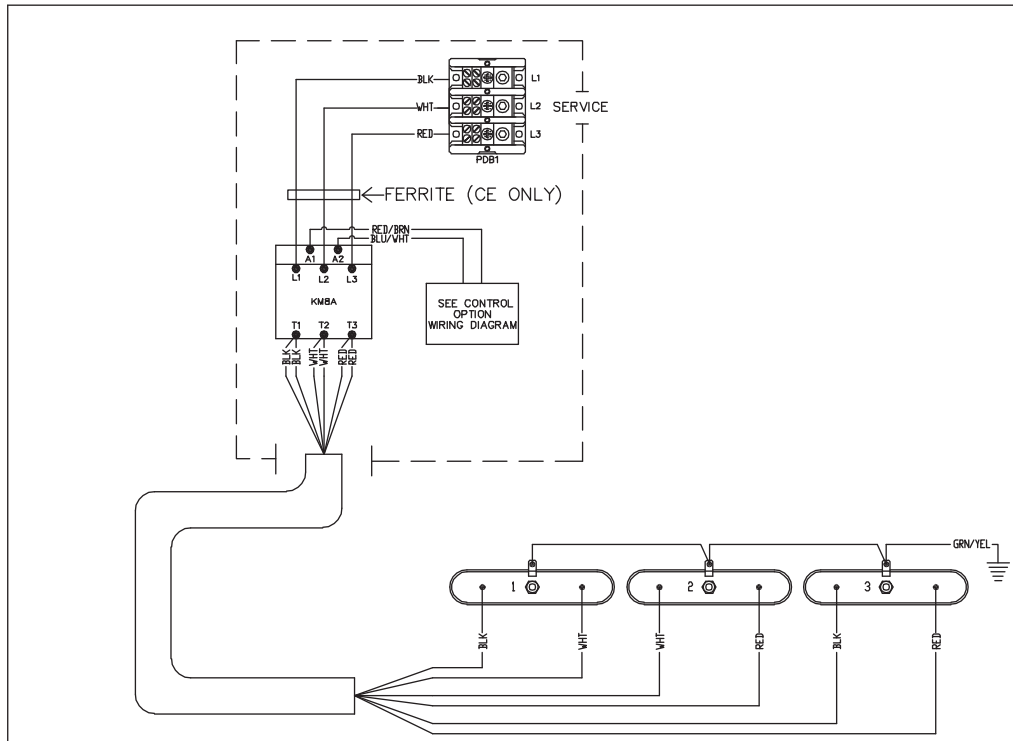 BLK
L1
WHT
L2
SERVICE
RED
L3
PDB1
FERRITE (CE ONLY)
RED/BRN
BLU/WHT
A1
A2
L1
L2
L3
KM8A
SEE CONTROL
OPTION
WIRING DIAGRAM
T1
T2
T3
BLK
BLK
WHT
WHT
RED
RED
GRN/YEL
1
2
3
BLK
WHT
WHT
RED
BLK
RED